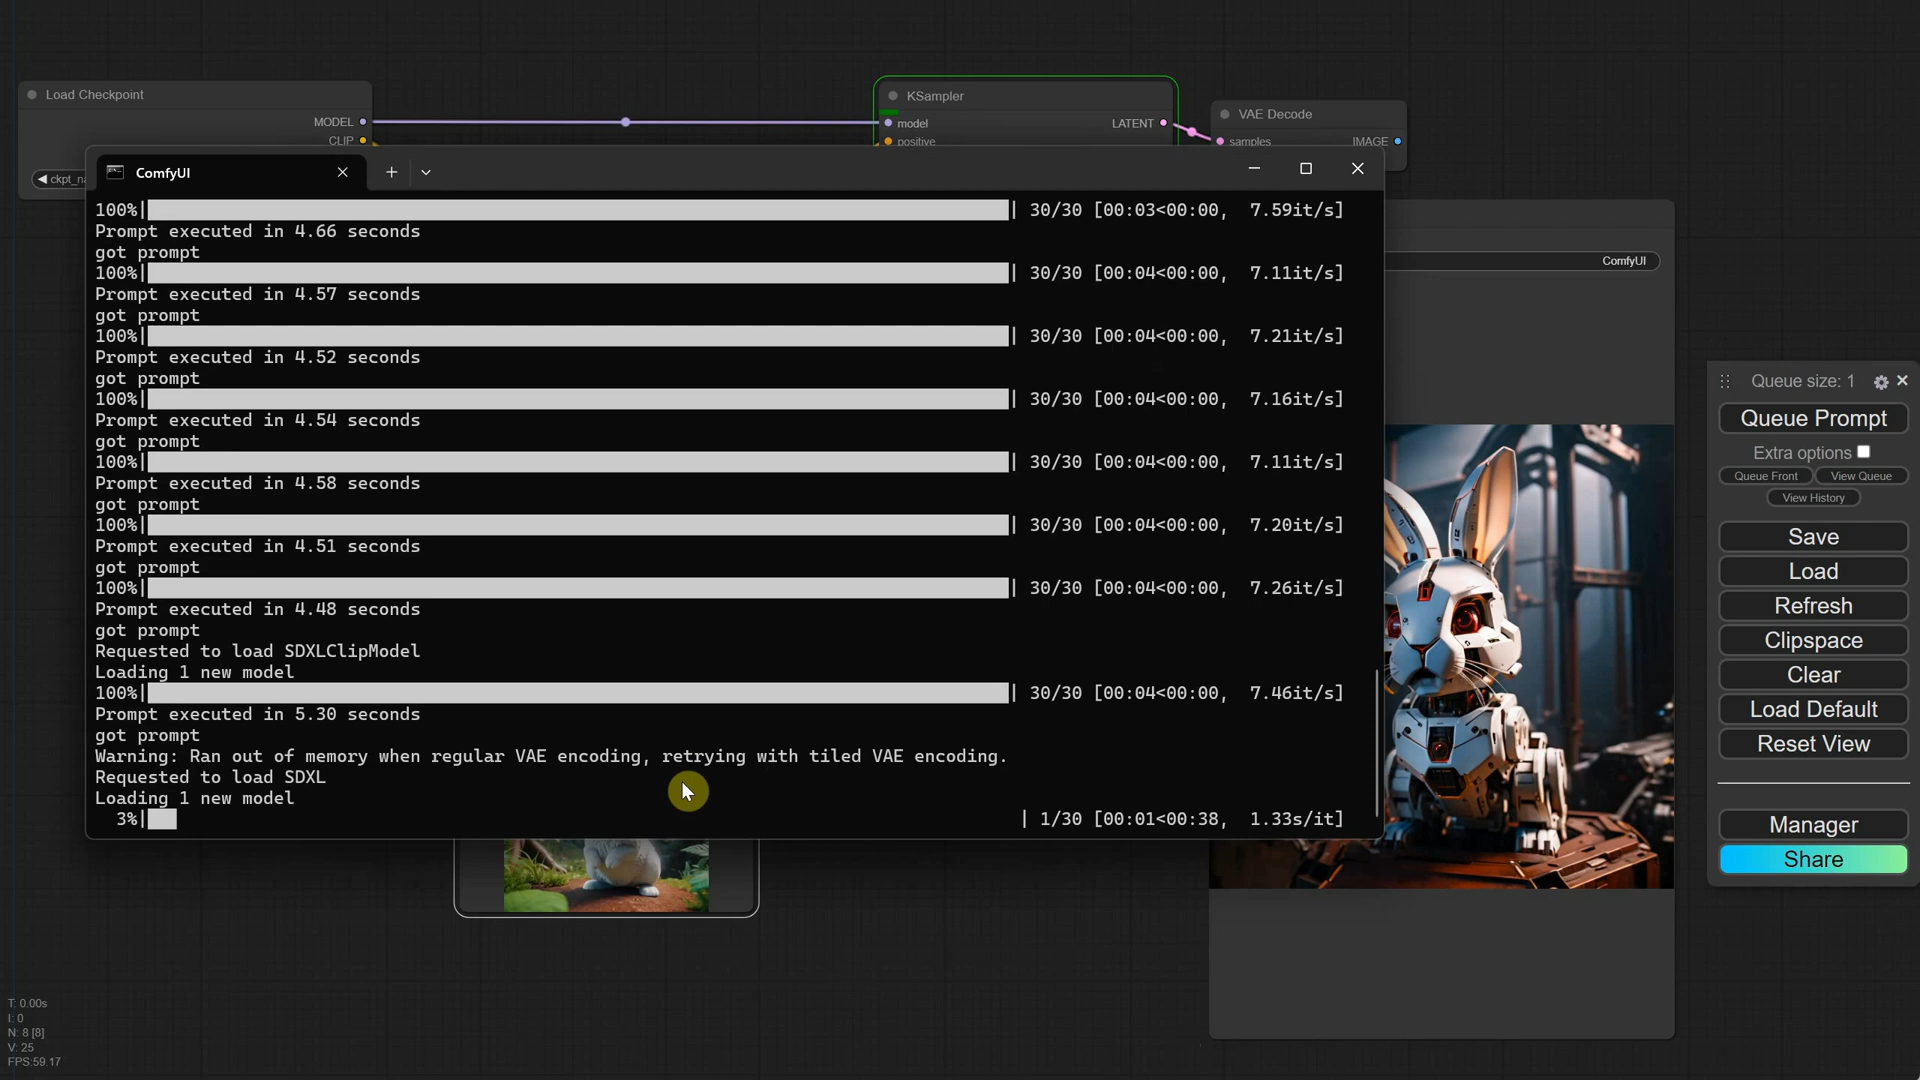 Load Checkpoint
MODEL
CLIP
ckpt_na
KSampler
model
LATENT
positive
VAE Decode
samples
IMAGE
ComfyUI
100%| | 30/30 [00:03<00:00, 7.59it/s]
Prompt executed in 4.66 seconds
got prompt
100%| | 30/30 [00:04<00:00, 7.11it/s]
Prompt executed in 4.57 seconds
got prompt
100%| | 30/30 [00:04<00:00, 7.21it/s]
Prompt executed in 4.52 seconds
got prompt
100%| | 30/30 [00:04<00:00, 7.16it/s]
Prompt executed in 4.54 seconds
got prompt
100%| | 30/30 [00:04<00:00, 7.11it/s]
Prompt executed in 4.58 seconds
got prompt
100%| | 30/30 [00:04<00:00, 7.20it/s]
Prompt executed in 4.51 seconds
got prompt
100%| | 30/30 [00:04<00:00, 7.26it/s]
Prompt executed in 4.48 seconds
got prompt
Requested to load SDXLClipModel
Loading 1 new model
100%| | 30/30 [00:04<00:00, 7.46it/s]
Prompt executed in 5.30 seconds
got prompt
Warning: Ran out of memory when regular VAE encoding, retrying with tiled VAE encoding.
Requested to load SDXL
Loading 1 new model
3%| | 1/30 [00:01<00:38, 1.33s/it]
ComfyUI
Queue size: 1
Queue Prompt
Extra options
Queue Front
View Queue
View History
Save
Load
Refresh
Clipspace
Clear
Load Default
Reset View
Manager
Share
T: 0.00s
I: 0
N: 8 [8]
V: 25
FPS:59.17